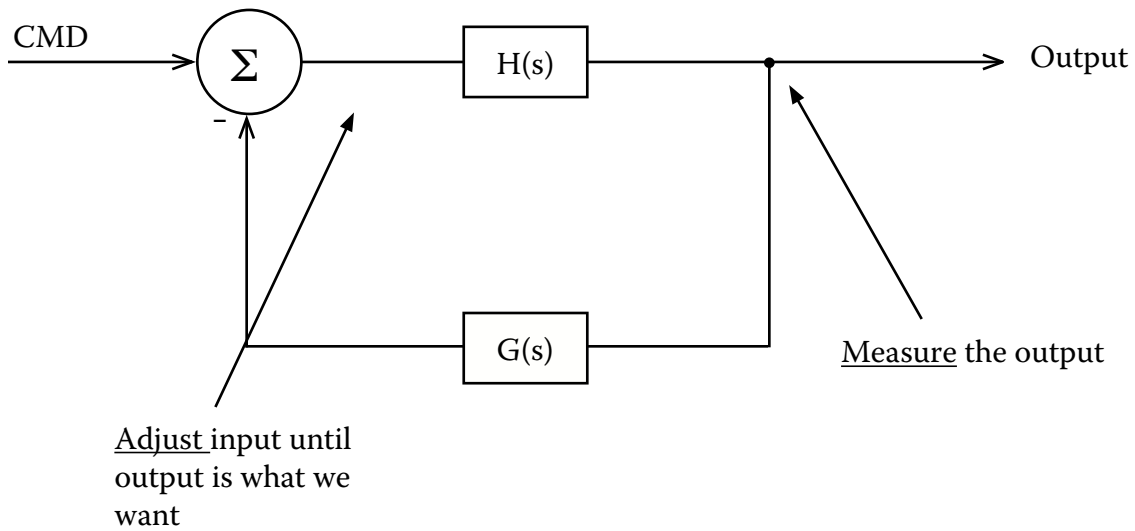 CMD
Σ
H(s)
Output
-
G(s)
Measure the output
Adjust input until
output is what we
want